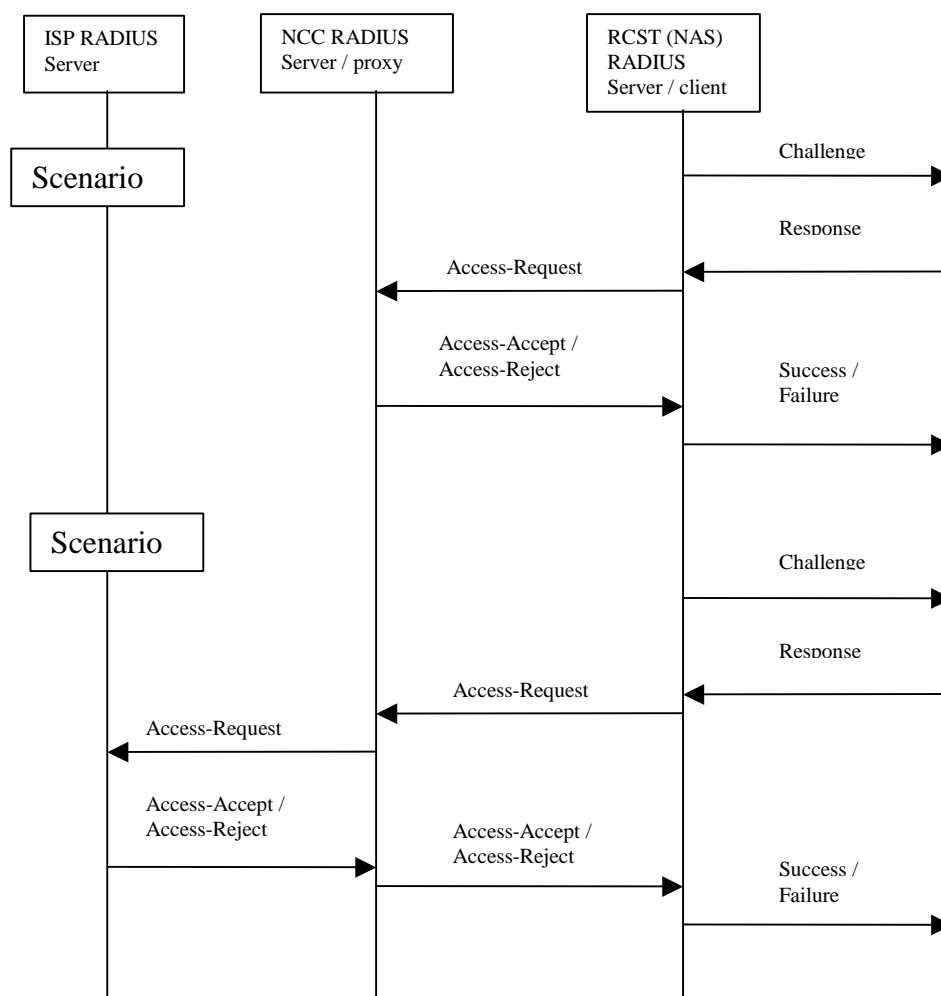 ISP RADIUS
Server
NCC RADIUS
Server / proxy
RCST (NAS)
RADIUS
Server / client
Scenario
Challenge
Response
Access-Request
Access-Accept /
Access-Reject
Success /
Failure
Scenario
Challenge
Response
Access-Request
Access-Request
Access-Accept /
Access-Reject
Access-Accept /
Access-Reject
Success /
Failure